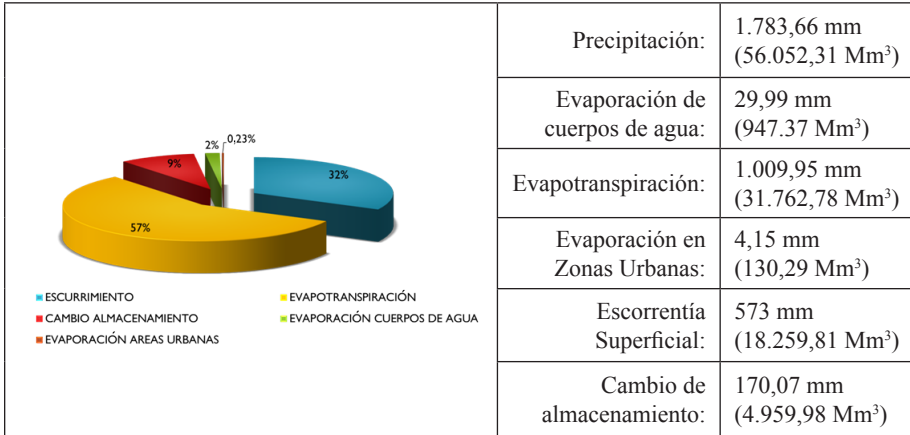 0,23%
2%
9%
32%
57%
ESCURRIMIENTO
EVAPOTRANSPIRACIÓN
CAMBIO ALMACENAMIENTO
EVAPORACIÓN CUERPOS DE AGUA
EVAPORACIÓN AREAS URBANAS
Precipitación:
1.783,66 mm
(56.052,31 Mm³)
Evaporación de
cuerpos de agua:
29,99 mm
(947.37 Mm³)
Evapotranspiración:
1.009,95 mm
(31.762,78 Mm³)
Evaporación en
Zonas Urbanas:
4,15 mm
(130,29 Mm³)
Escorrentía
Superficial:
573 mm
(18.259,81 Mm³)
Cambio de
almacenamiento:
170,07 mm
(4.959,98 Mm³)